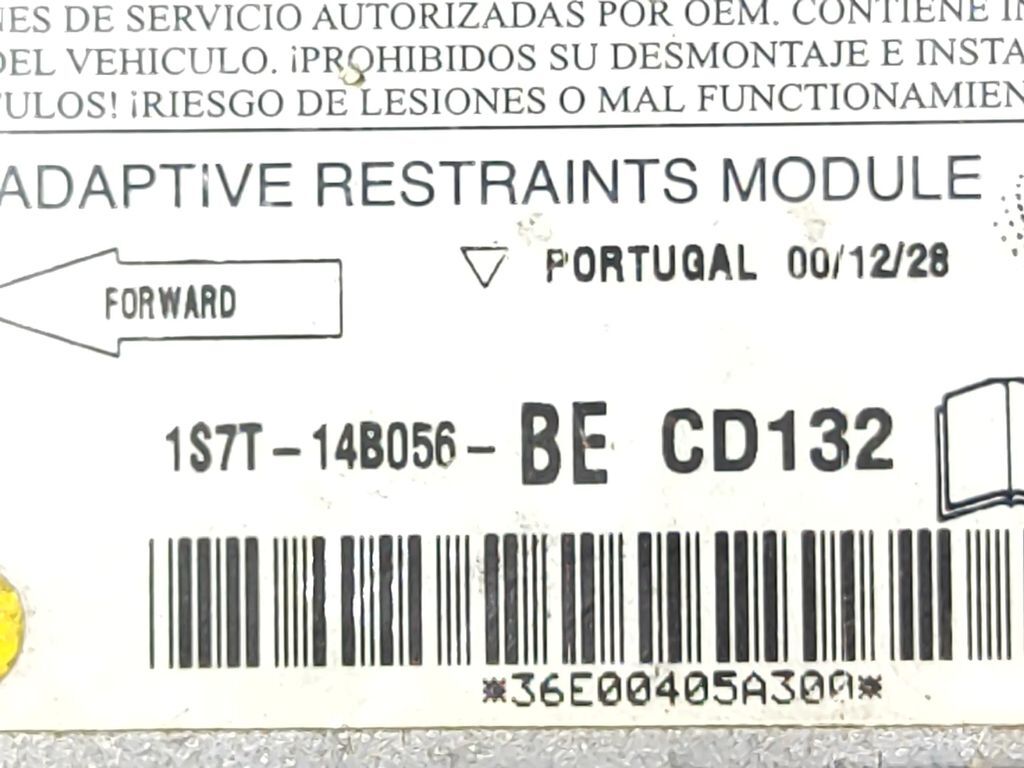 NES DE SERVICIO AUTORIZADAS POR OEM. CONTIENE IN
DEL VEHICULO. ¡PROHIBIDOS SU DESMONTAJE E INSTA
ULOS! ¡RIESGO DE LESIONES O MAL FUNCTIONAMIEN
ADAPTIVE RESTRAINTS MODULE
PORTUGAL 00/12/28
FORWARD
1S7T-14B056-BE CD132
*36E00405A300*